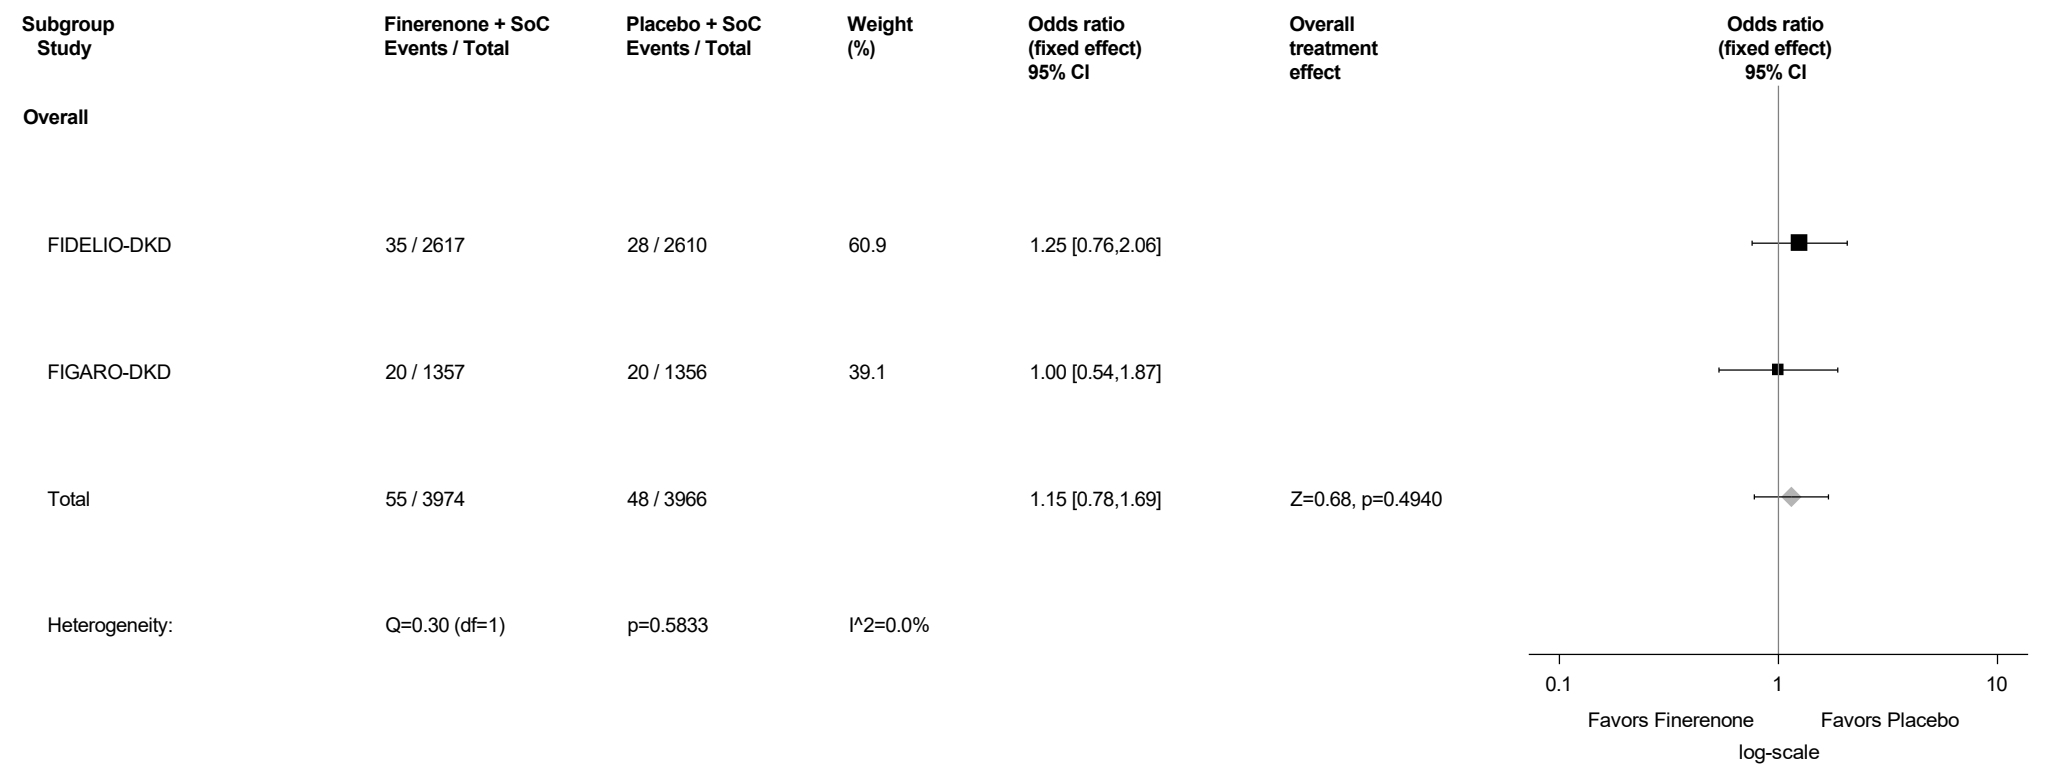 Subgroup Finerenone + SoC Placebo + SoC Weight Odds ratio Overall Odds ratio
Study Events / Total Events / Total (%) (fixed effect) treatment (fixed effect)
95% CI effect 95% CI
Overall
FIDELIO-DKD 35 / 2617 28 / 2610 60.9 1.25 [0.76,2.06]
FIGARO-DKD 20 / 1357 20 / 1356 39.1 1.00 [0.54,1.87]
Total 55 / 3974 48 / 3966 1.15 [0.78,1.69] Z=0.68, p=0.4940
Heterogeneity: Q=0.30 (df=1) p=0.5833 I^2=0.0%
0.1 1 10
Favors Finerenone Favors Placebo
log-scale